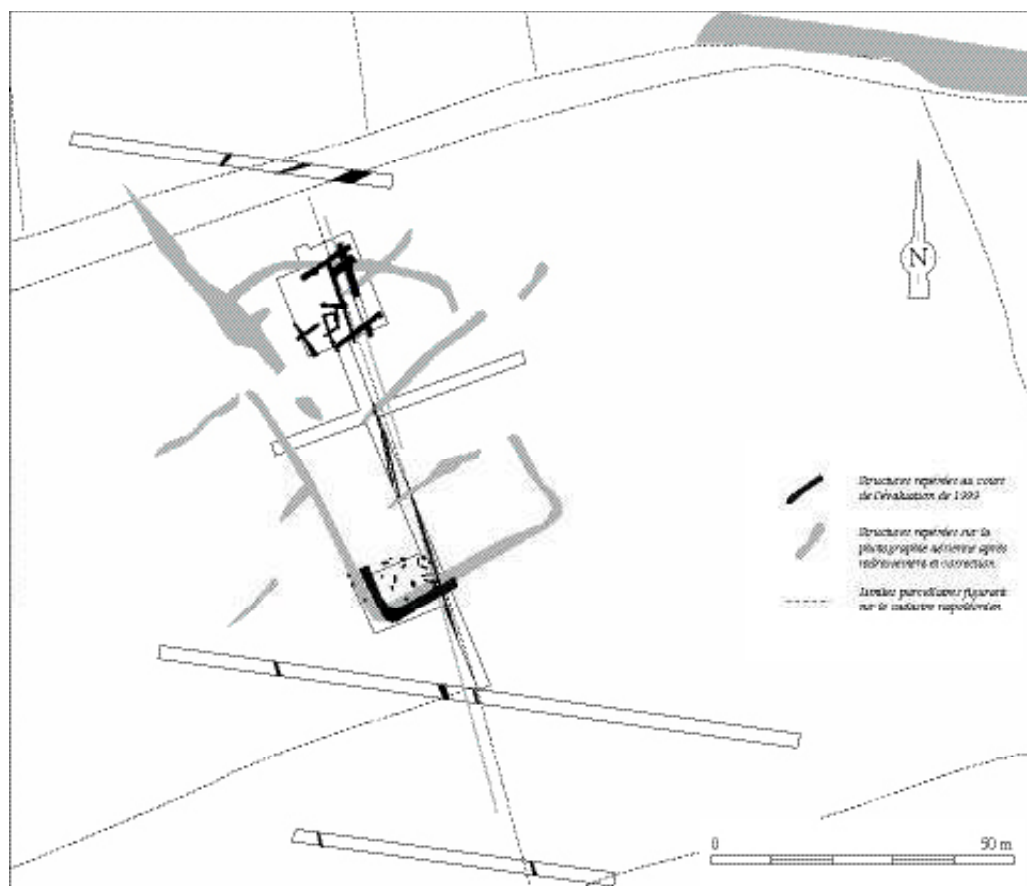 N
Structures repérées au cours
de l'évaluation de 1999
Structures repérées sur la
photographie aérienne après
redressement et correction
Limites parcellaires figurant
sur le cadastre napoléonien
0
50 m